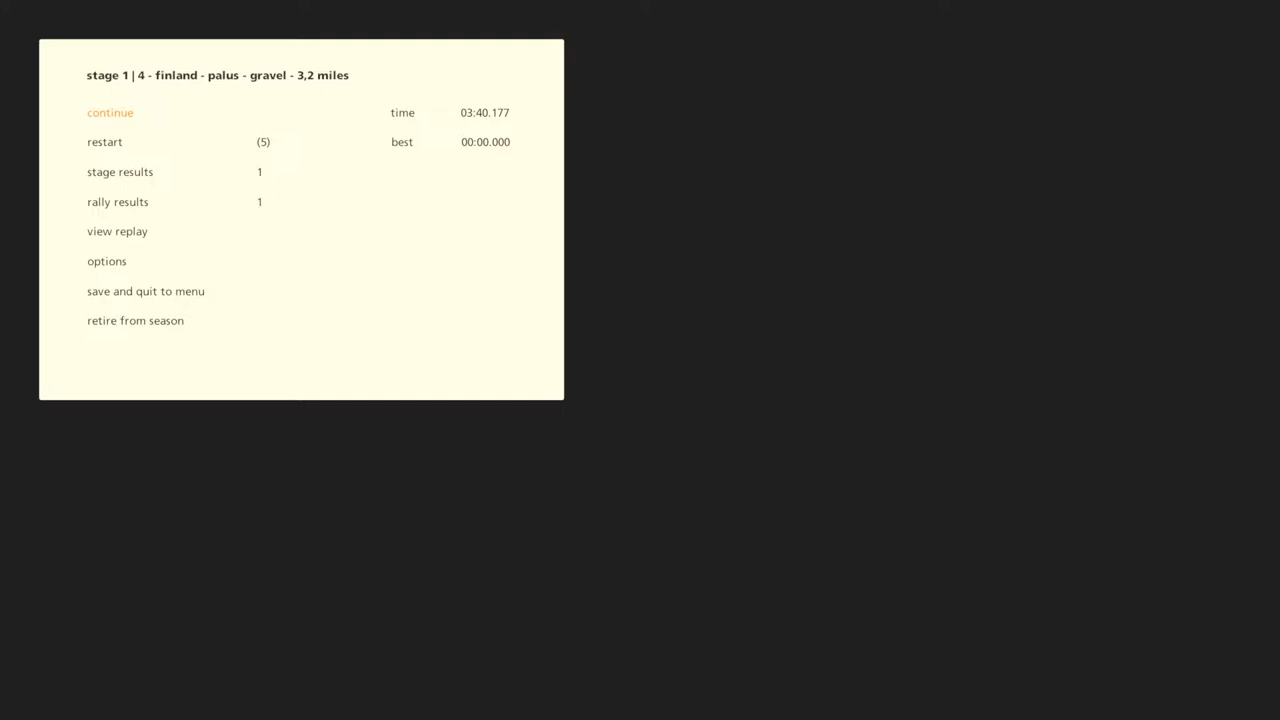 stage 1 | 4 - finland - palus - gravel - 3,2 miles
continue time 03:40.177
restart (5) best 00:00.000
stage results 1
rally results 1
view replay
options
save and quit to menu
retire from season